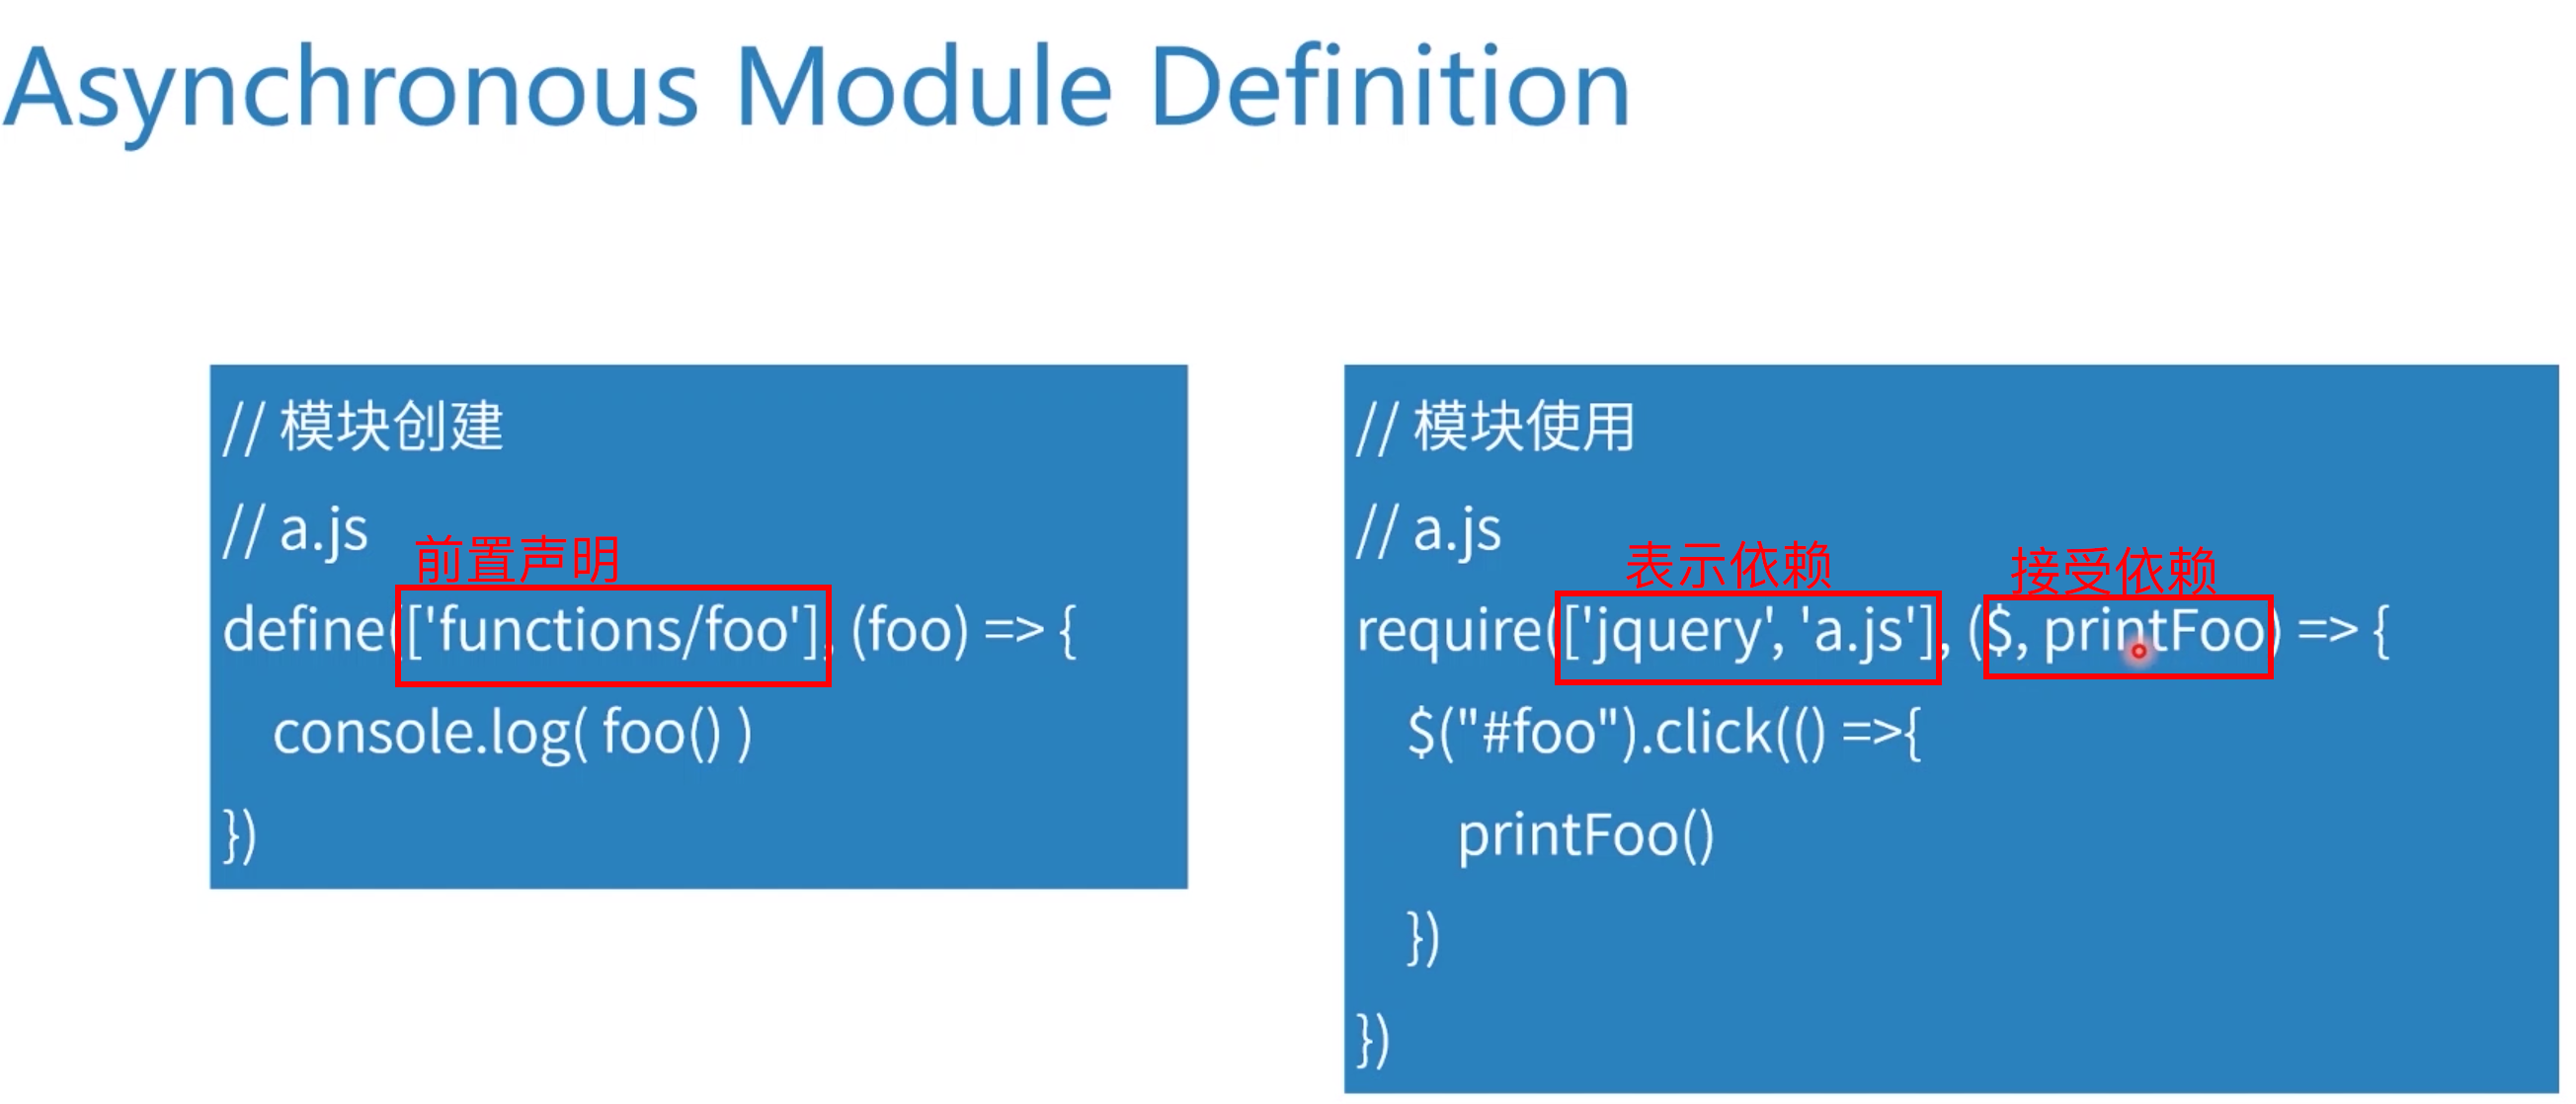 Asynchronous Module Definition
// 模块创建
// a.js
前置声明
define(['functions/foo'], (foo) => {
console.log( foo() )
})
// 模块使用
// a.js
表示依赖 接受依赖
require(['jquery', 'a.js'], ($, printFoo) => {
$("#foo").click(() =>{
printFoo()
})
})